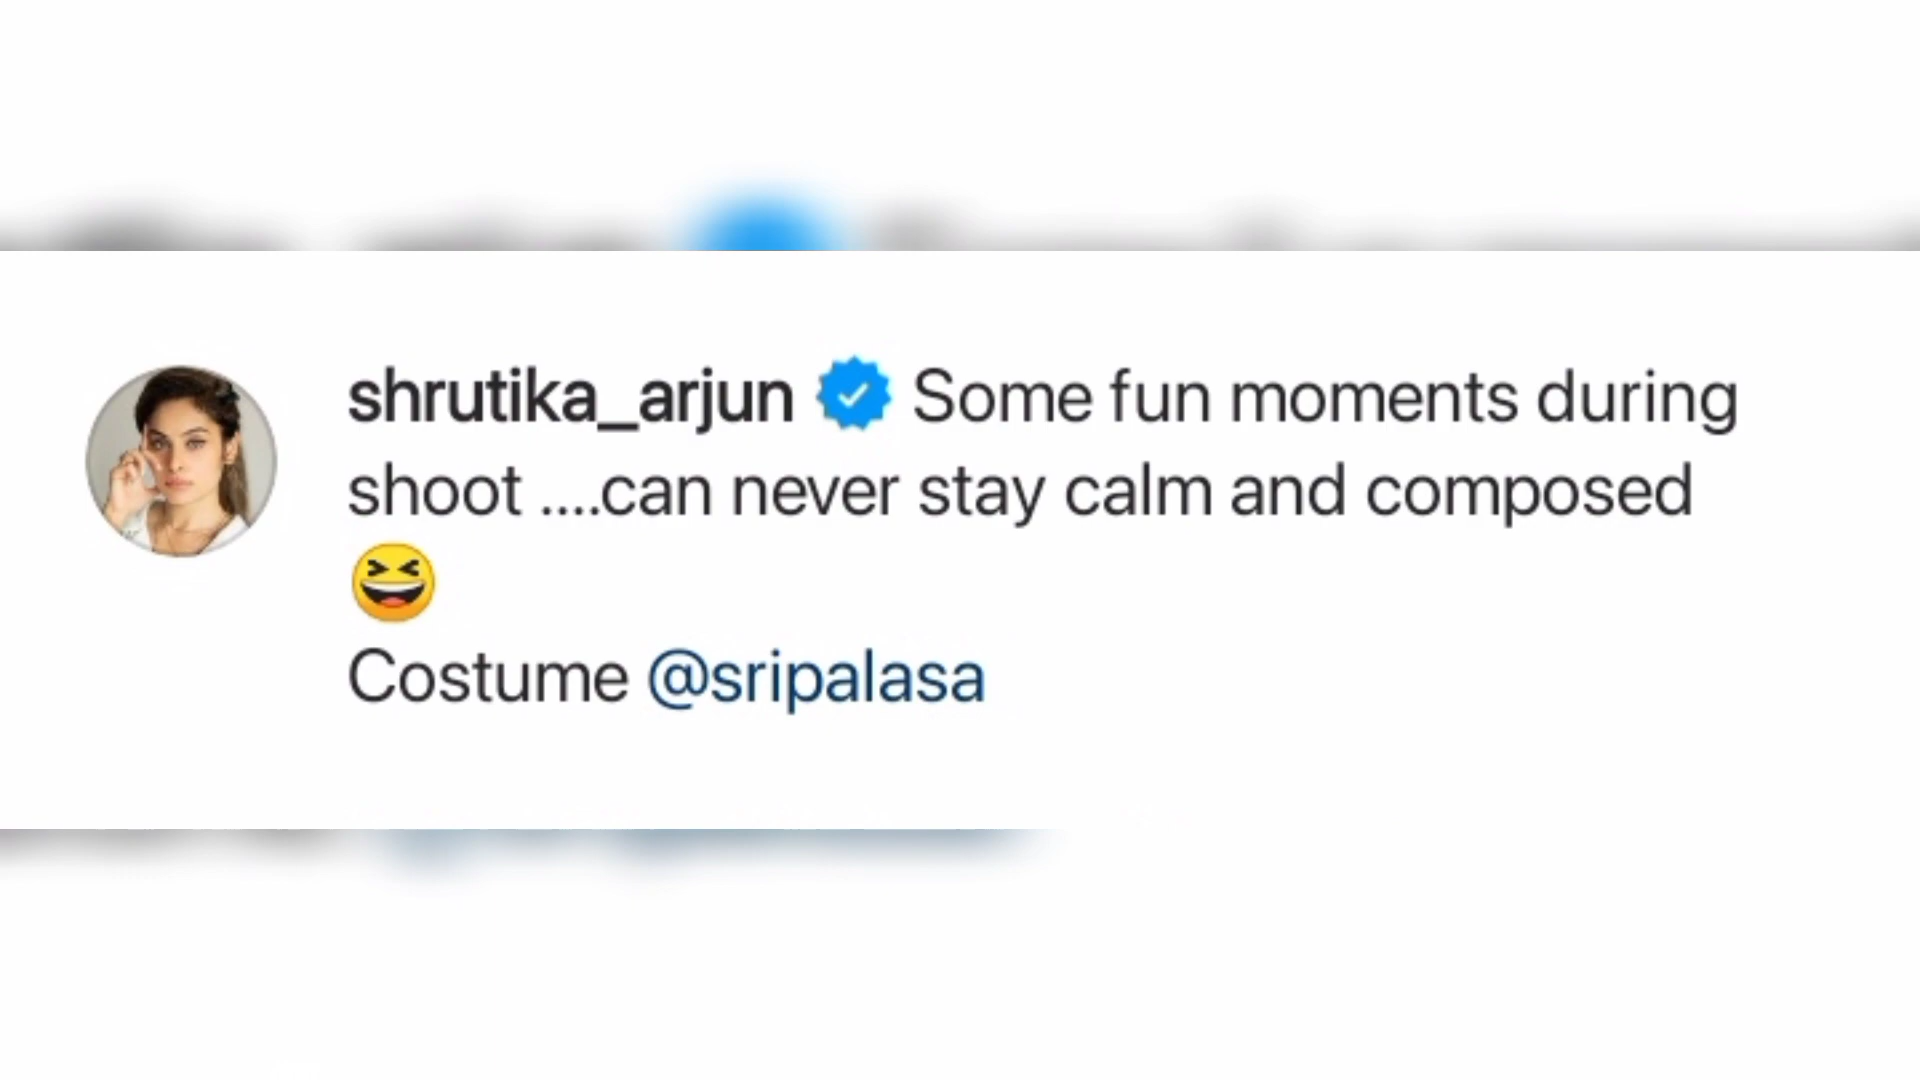 shrutika_arjun Some fun moments during
shoot ....can never stay calm and composed
😆
Costume @sripalasa